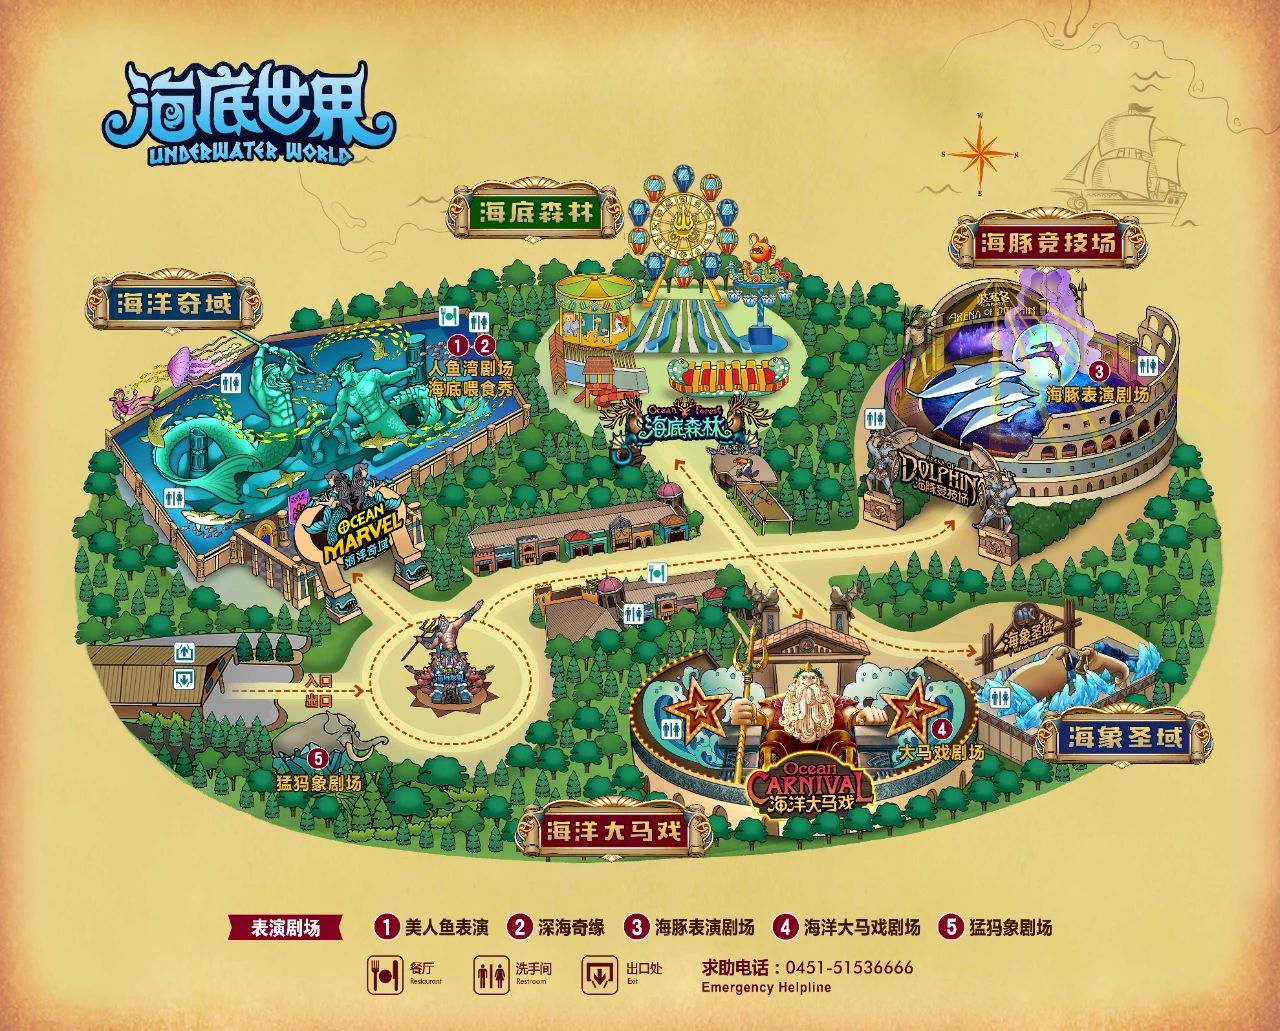 海底世界
UNDERWATER WORLD
W
S
N
E
海底森林
海豚竞技场
海洋奇域
ARENA OF DOLPHIN
1 2
人鱼湾剧场
海底喂食秀
3
海豚表演剧场
Ocean Forest
海底森林
DOLPHIN
海豚竞技场
OCEAN
MARVEL
海洋奇域
海象圣域
海底世界
入口
出口
5
猛犸象剧场
4
大马戏剧场
海象圣域
Ocean
CARNIVAL
海洋大马戏
海洋大马戏
表演剧场
1 美人鱼表演 2 深海奇缘 3 海豚表演剧场 4 海洋大马戏剧场 5 猛犸象剧场
餐厅
Restaurant
洗手间
Restroom
出口处
Exit
求助电话：0451-51536666
Emergency Helpline